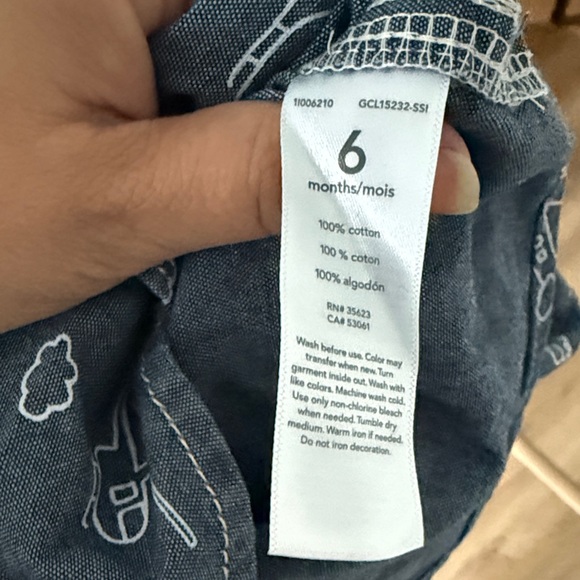 1I006210 GCL15232-SSI
6
months/mois
100% cotton
100 % coton
100% algodón
RN# 35623
CA# 53061
Wash before use. Color may
transfer when new. Turn
garment inside out. Wash with
like colors. Machine wash cold.
Use only non-chlorine bleach
when needed. Tumble dry
medium. Warm iron if needed.
Do not iron decoration.